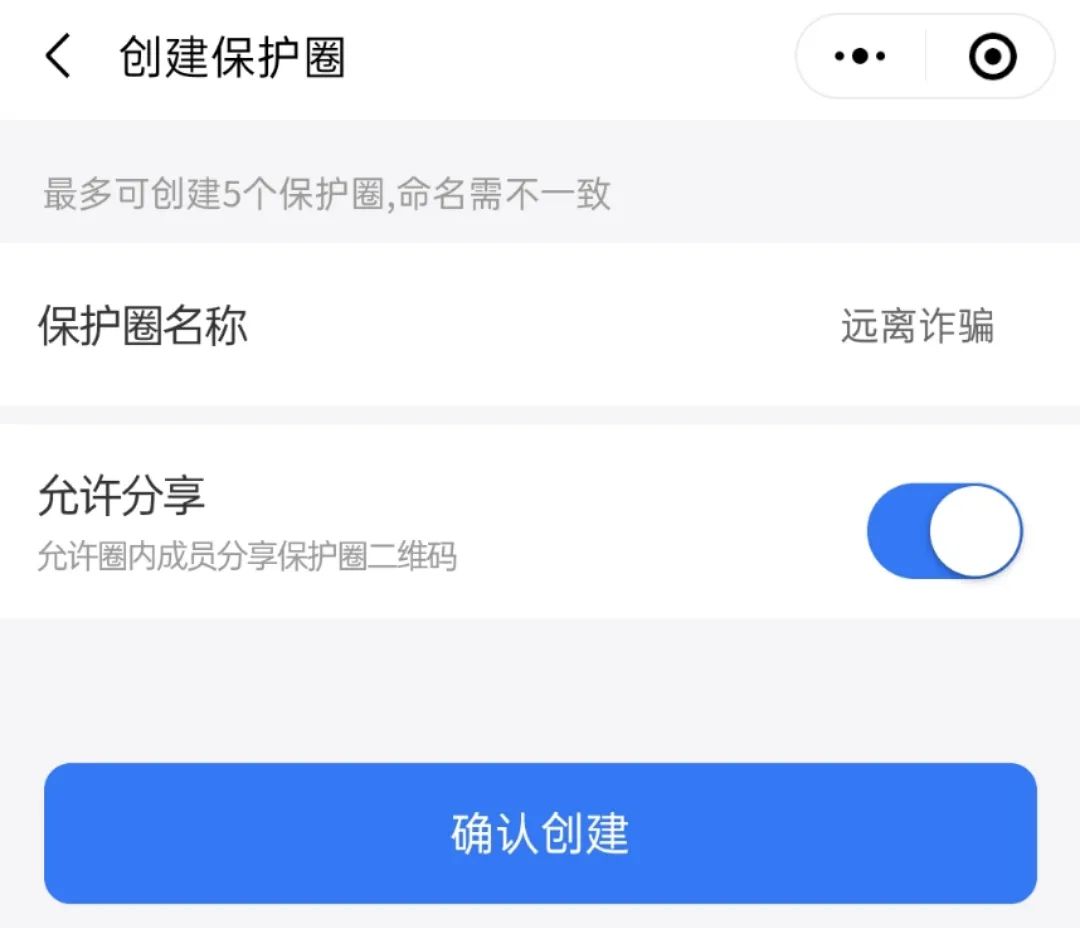 创建保护圈
最多可创建5个保护圈,命名需不一致
保护圈名称
远离诈骗
允许分享
允许圈内成员分享保护圈二维码
确认创建